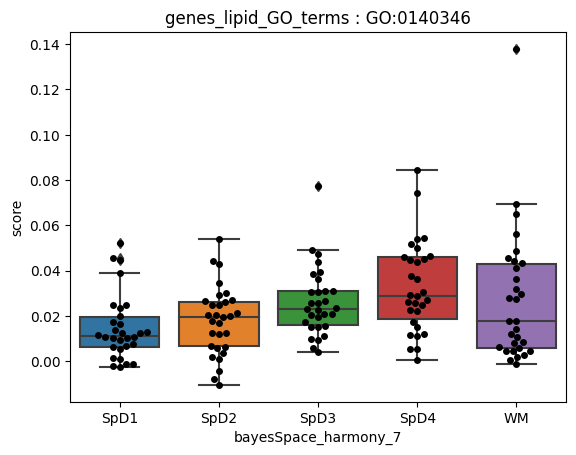 genes_lipid_GO_terms : GO:0140346
0.14
0.12
0.10
0.08
0.06
0.04
0.02
0.00
score
SpD1 SpD2 SpD3 SpD4 WM
bayesSpace_harmony_7